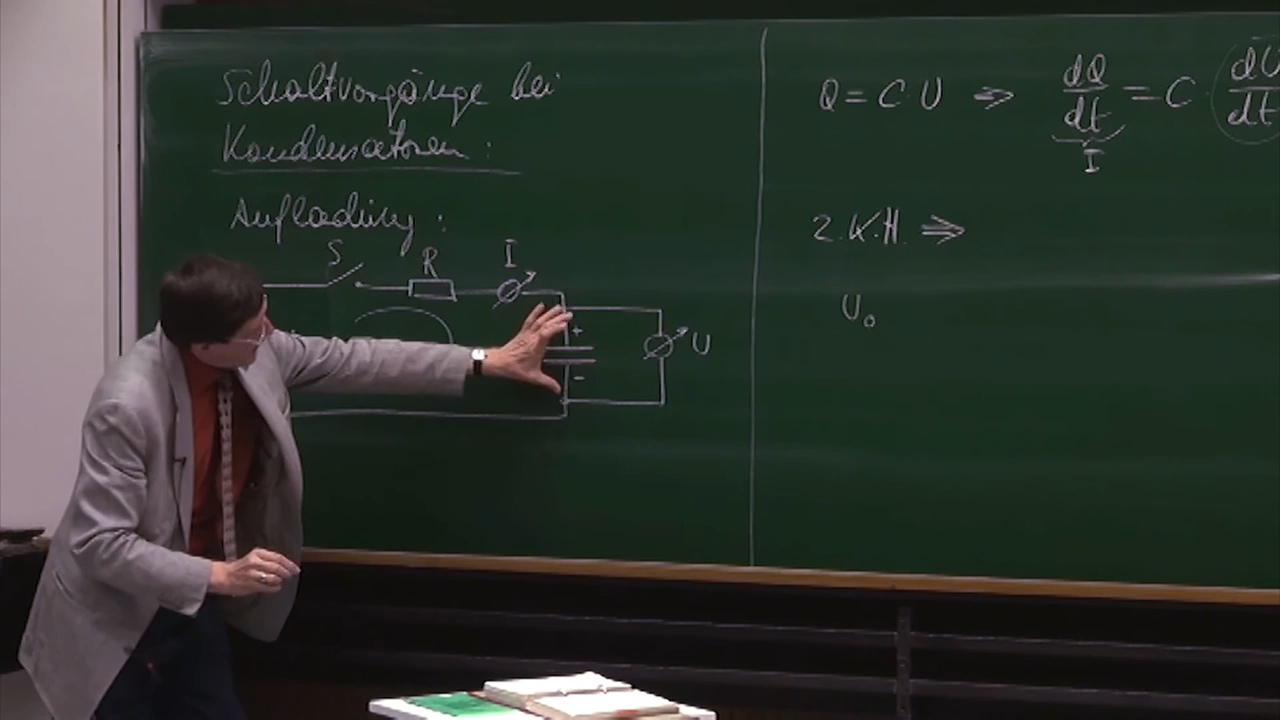 Schaltvorgänge bei
Kondensatoren:
Aufladung:
S
R
I
+
-
U
Q = C · U ⇒ dQ/dt = C · dU/dt
I
2. K.H. ⇒
U₀